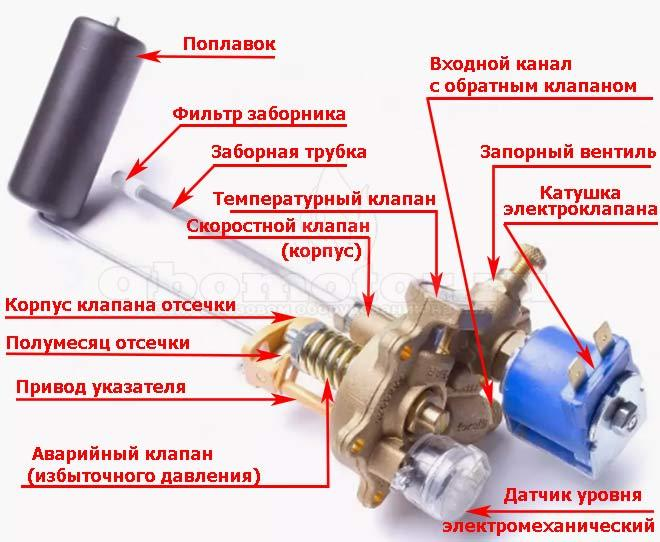 Поплавок
Входной канал
с обратным клапаном
Фильтр заборника
Заборная трубка
Запорный вентиль
Температурный клапан
Катушка
электроклапана
Скоростной клапан
(корпус)
Корпус клапана отсечки
Полумесяц отсечки
Привод указателя
Аварийный клапан
(избыточного давления)
Датчик уровня
электромеханический